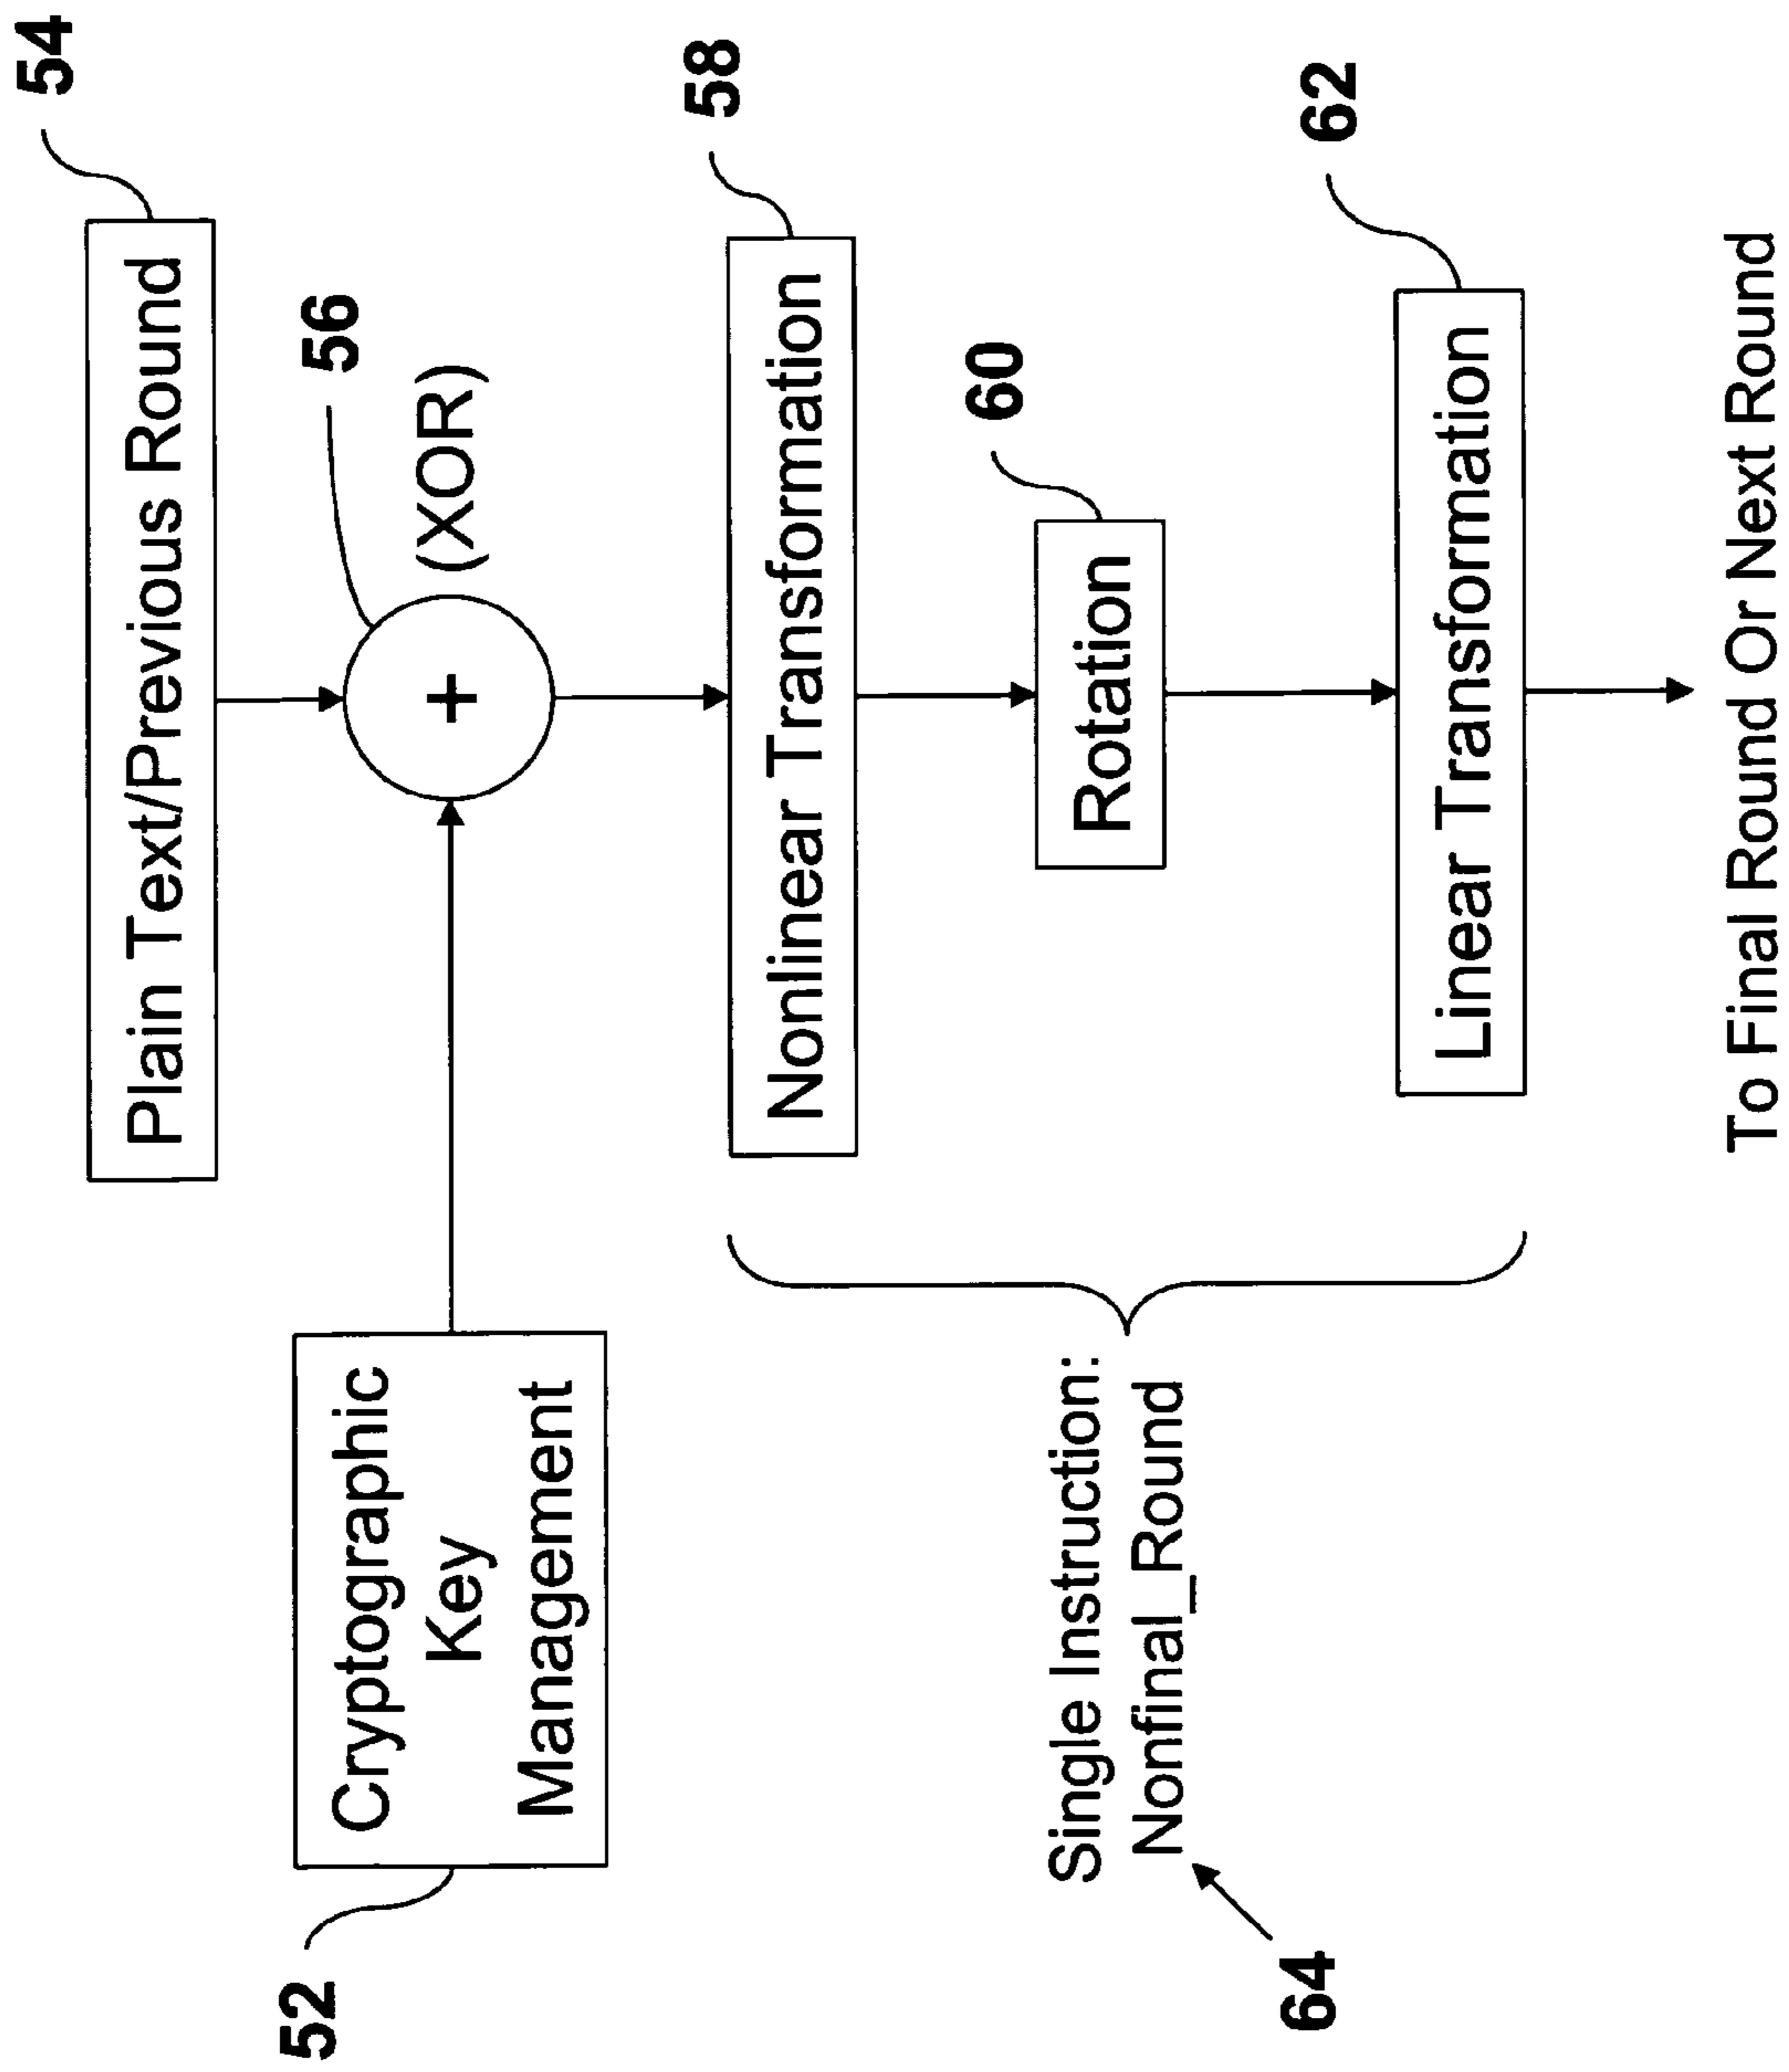 54
Plain Text/Previous Round
56
(XOR)
+
52
Cryptographic
Key
Management
58
Nonlinear Transformation
60
Rotation
62
Linear Transformation
Single Instruction:
Nonfinal_Round
64
To Final Round Or Next Round